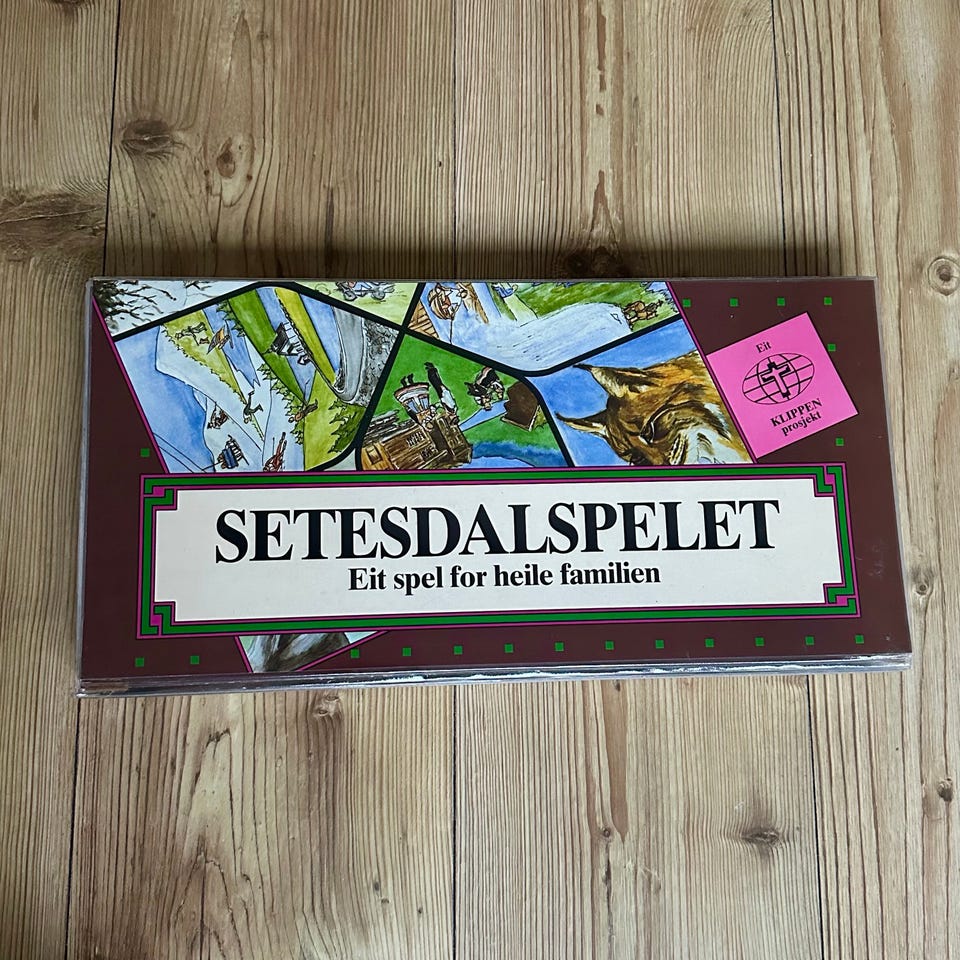 Eit
KLIPPEN
prosjekt
SETESDALSPELET
Eit spel for heile familien